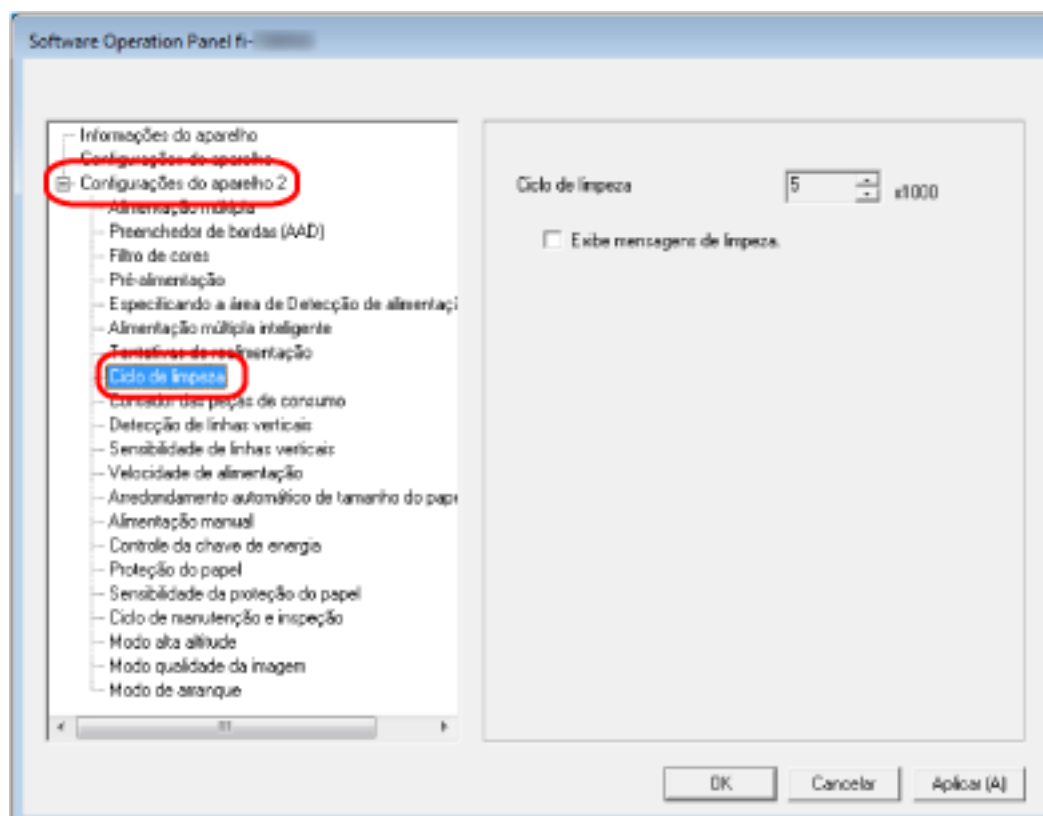 Software Operation Panel fi-
Informações do aparelho
Configurações do aparelho
Configurações do aparelho 2
Alimentação múltipla
Preenchedor de bordas (AAD)
Filtro de cores
Pré-alimentação
Especificando a área de Detecção de alimentaçã
Alimentação múltipla inteligente
Tentativas de realimentação
Ciclo de limpeza
Contador das peças de consumo
Detecção de linhas verticais
Sensibilidade de linhas verticais
Velocidade de alimentação
Arredondamento automático de tamanho do pape
Alimentação manual
Controle da chave de energia
Proteção do papel
Sensibilidade da proteção do papel
Ciclo de manutenção e inspeção
Modo alta altitude
Modo qualidade da imagem
Modo de arranque
Ciclo de limpeza 5 x1000
Exibe mensagens de limpeza.
OK Cancelar Aplicar (A)